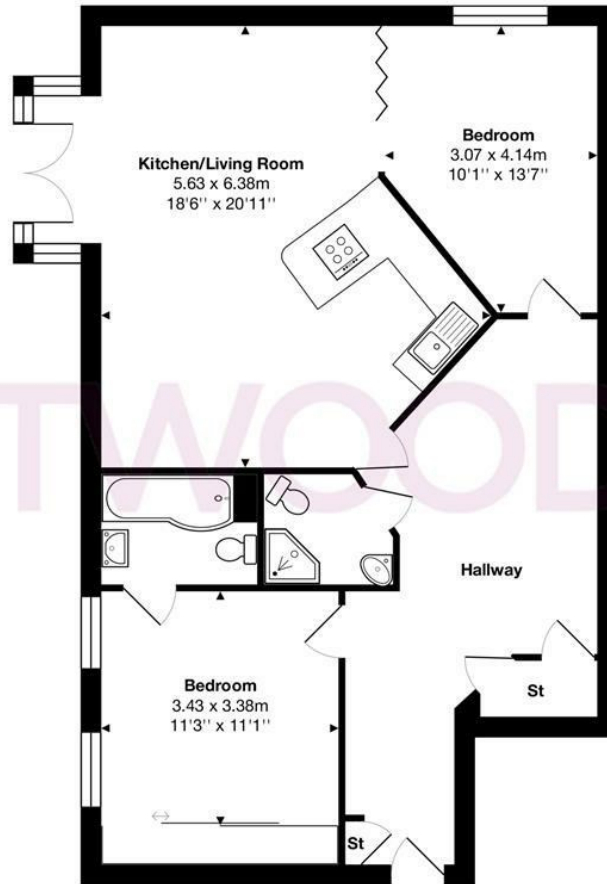 Bedroom
3.07 x 4.14m
10'1'' x 13'7''
Kitchen/Living Room
5.63 x 6.38m
18'6'' x 20'11''
TWOOD
Hallway
Bedroom
3.43 x 3.38m
11'3'' x 11'1''
St
St